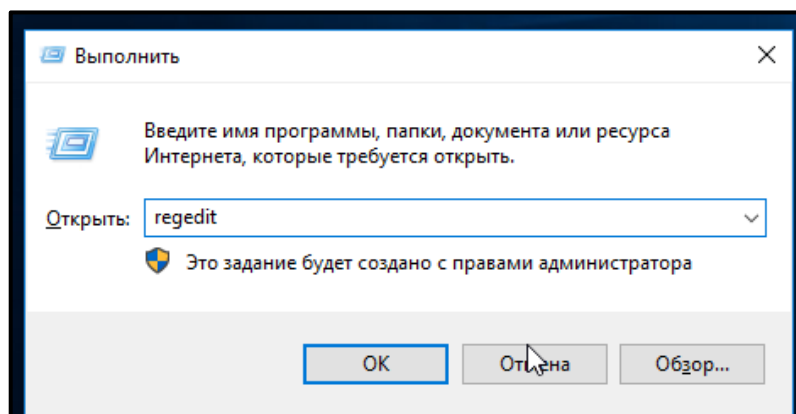 Выполнить
Введите имя программы, папки, документа или ресурса
Интернета, которые требуется открыть.
Открыть: regedit
Это задание будет создано с правами администратора
OK Отмена Обзор...